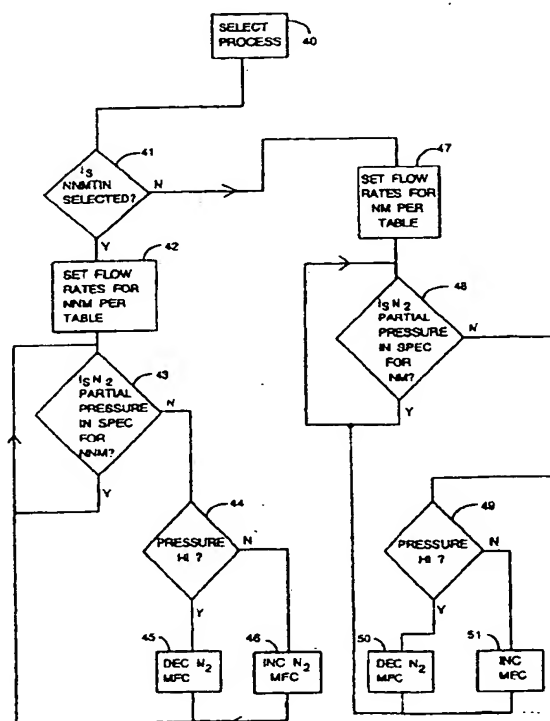 SELECT
PROCESS
40
41
IS
NNMTIN
SELECTED?
N
Y
47
SET FLOW
RATES FOR
NM PER
TABLE
42
SET FLOW
RATES FOR
NNM PER
TABLE
48
IS N2
PARTIAL
PRESSURE
IN SPEC
FOR
NM?
N
Y
43
IS N2
PARTIAL
PRESSURE
IN SPEC
FOR
NNM?
N
Y
44
PRESSURE
HI ?
N
Y
49
PRESSURE
HI ?
N
Y
45
DEC N2
MFC
46
INC N2
MFC
50
DEC N2
MFC
51
INC
MFC